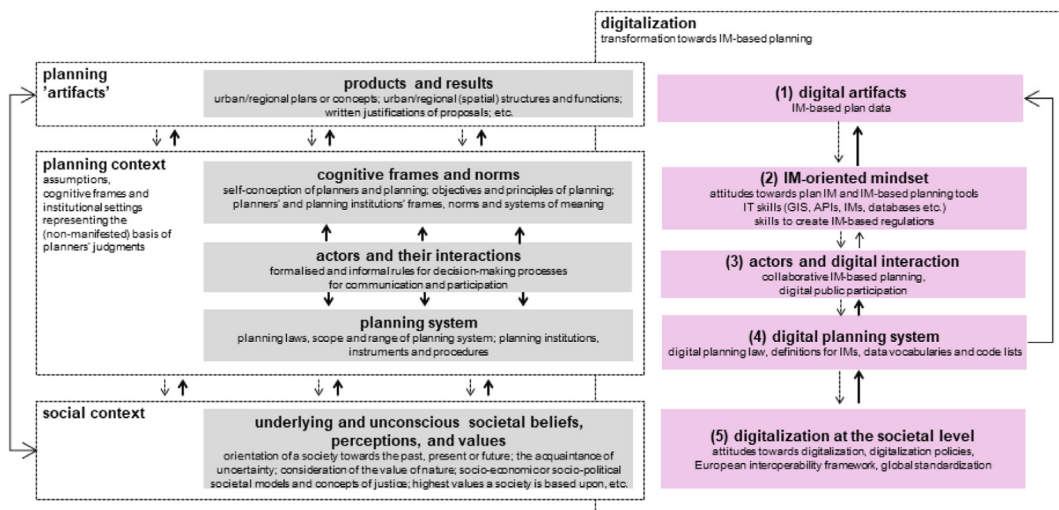 digitalization
transformation towards IM-based planning
planning
'artifacts'
products and results
urban/regional plans or concepts; urban/regional (spatial) structures and functions;
written justifications of proposals; etc.
planning context
assumptions,
cognitive frames and
institutional settings
representing the
(non-manifested) basis of
planners' judgments
cognitive frames and norms
self-conception of planners and planning; objectives and principles of planning;
planners' and planning institutions' frames, norms and systems of meaning
actors and their interactions
formalised and informal rules for decision-making processes
for communication and participation
planning system
planning laws, scope and range of planning system; planning institutions,
instruments and procedures
social context
underlying and unconscious societal beliefs,
perceptions, and values
orientation of a society towards the past, present or future; the acquaintance of
uncertainty; consideration of the value of nature; socio-economic or socio-political
societal models and concepts of justice; highest values a society is based upon, etc.
(1) digital artifacts
IM-based plan data
(2) IM-oriented mindset
attitudes towards plan IM and IM-based planning tools
IT skills (GIS, APIs, IMs, databases etc.)
skills to create IM-based regulations
(3) actors and digital interaction
collaborative IM-based planning,
digital public participation
(4) digital planning system
digital planning law, definitions for IMs, data vocabularies and code lists
(5) digitalization at the societal level
attitudes towards digitalization, digitalization policies,
European interoperability framework, global standardization